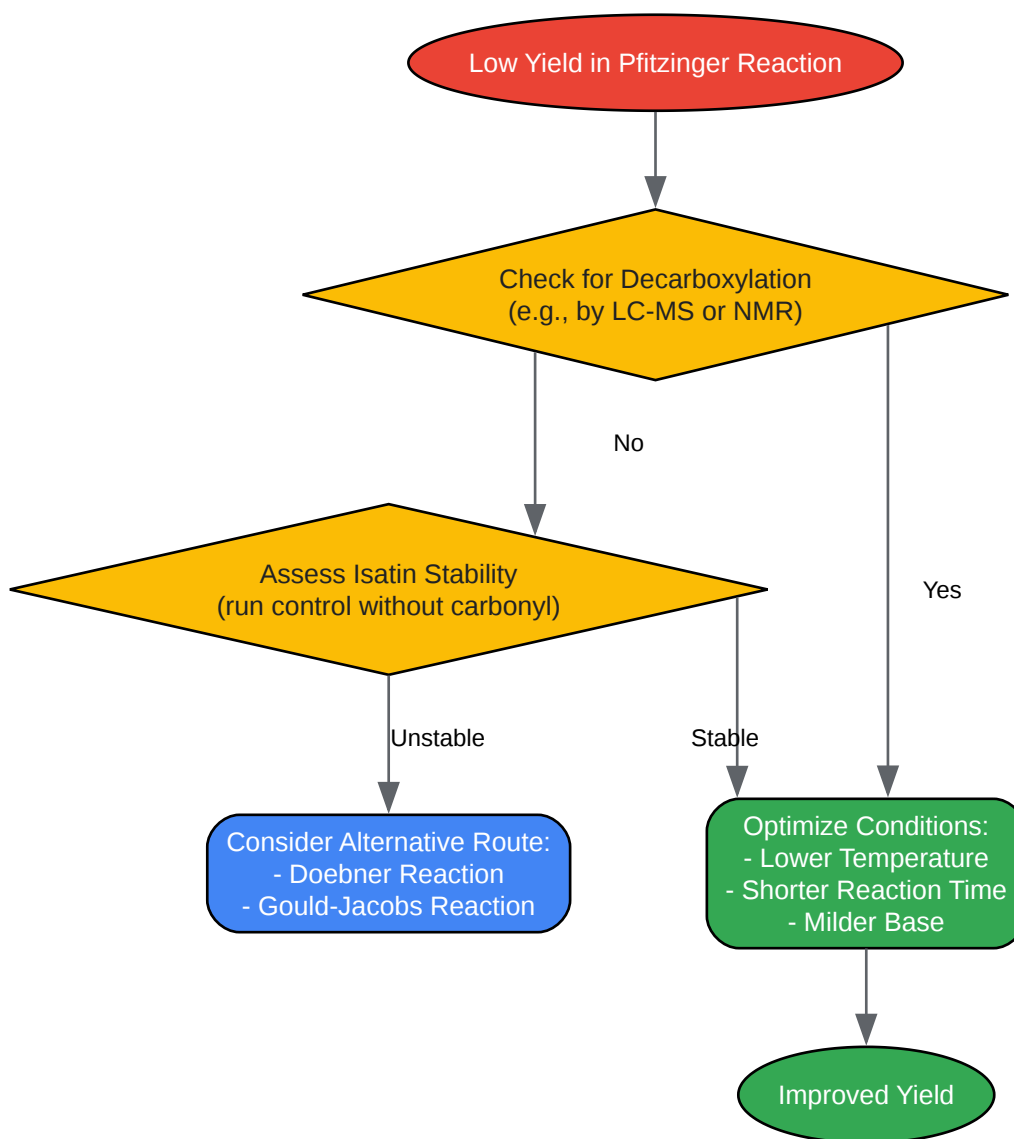 Low Yield in Pfitzinger Reaction
Check for Decarboxylation
(e.g., by LC-MS or NMR)
No
Assess Isatin Stability
(run control without carbonyl)
Yes
Unstable
Stable
Consider Alternative Route:
- Doebner Reaction
- Gould-Jacobs Reaction
Optimize Conditions:
- Lower Temperature
- Shorter Reaction Time
- Milder Base
Improved Yield